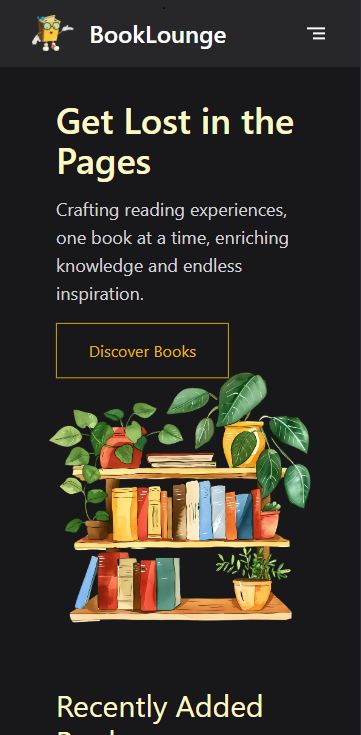 BookLounge
Get Lost in the
Pages
Crafting reading experiences,
one book at a time, enriching
knowledge and endless
inspiration.
Discover Books
Recently Added